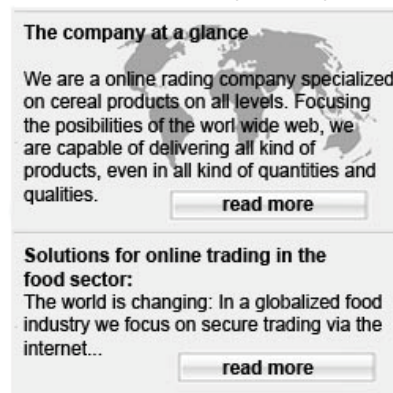 The company at a glance
We are a online rading company specialized
on cereal products on all levels. Focusing
the posibilities of the worl wide web, we
are capable of delivering all kind of
products, even in all kind of quantities and
qualities.
read more
Solutions for online trading in the
food sector:
The world is changing: In a globalized food
industry we focus on secure trading via the
internet...
read more